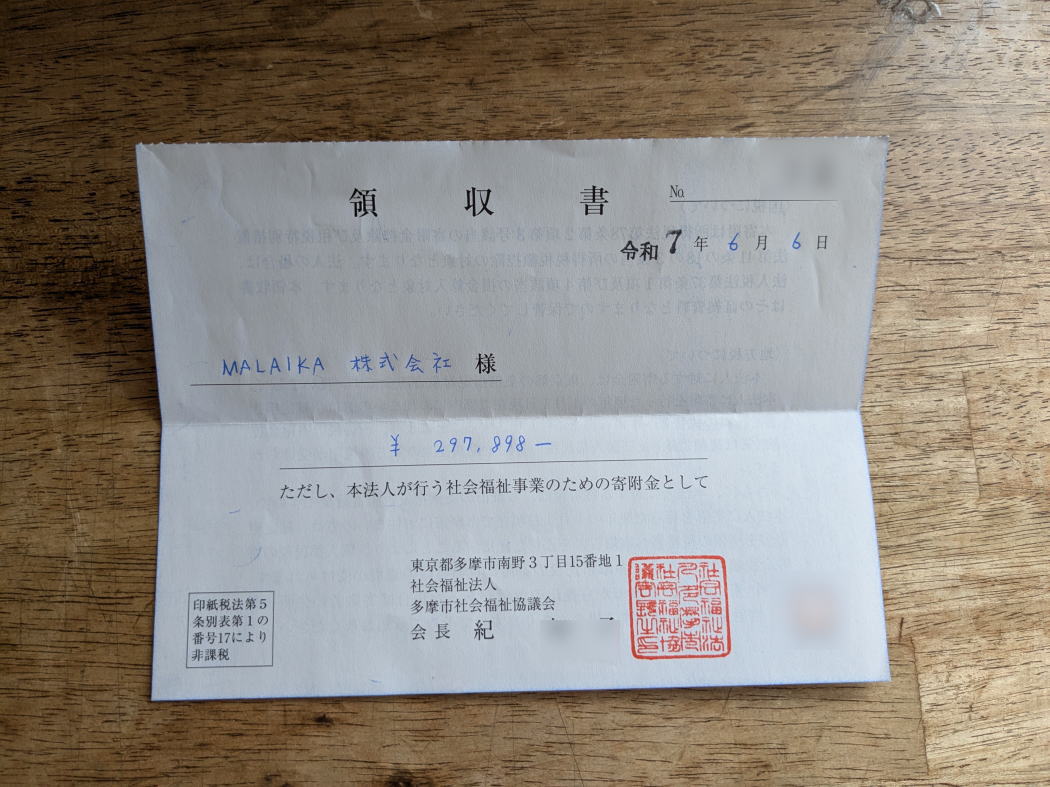 領収書
No.
令和7年6月6日
MALAIKA 株式会社 様
¥ 297,898—
ただし、本法人が行う社会福祉事業のための寄附金として
東京都多摩市南野3丁目15番地1
社会福祉法人
多摩市社会福祉協議会
会長 紀
印紙税法第5
条別表第1の
番号17により
非課税